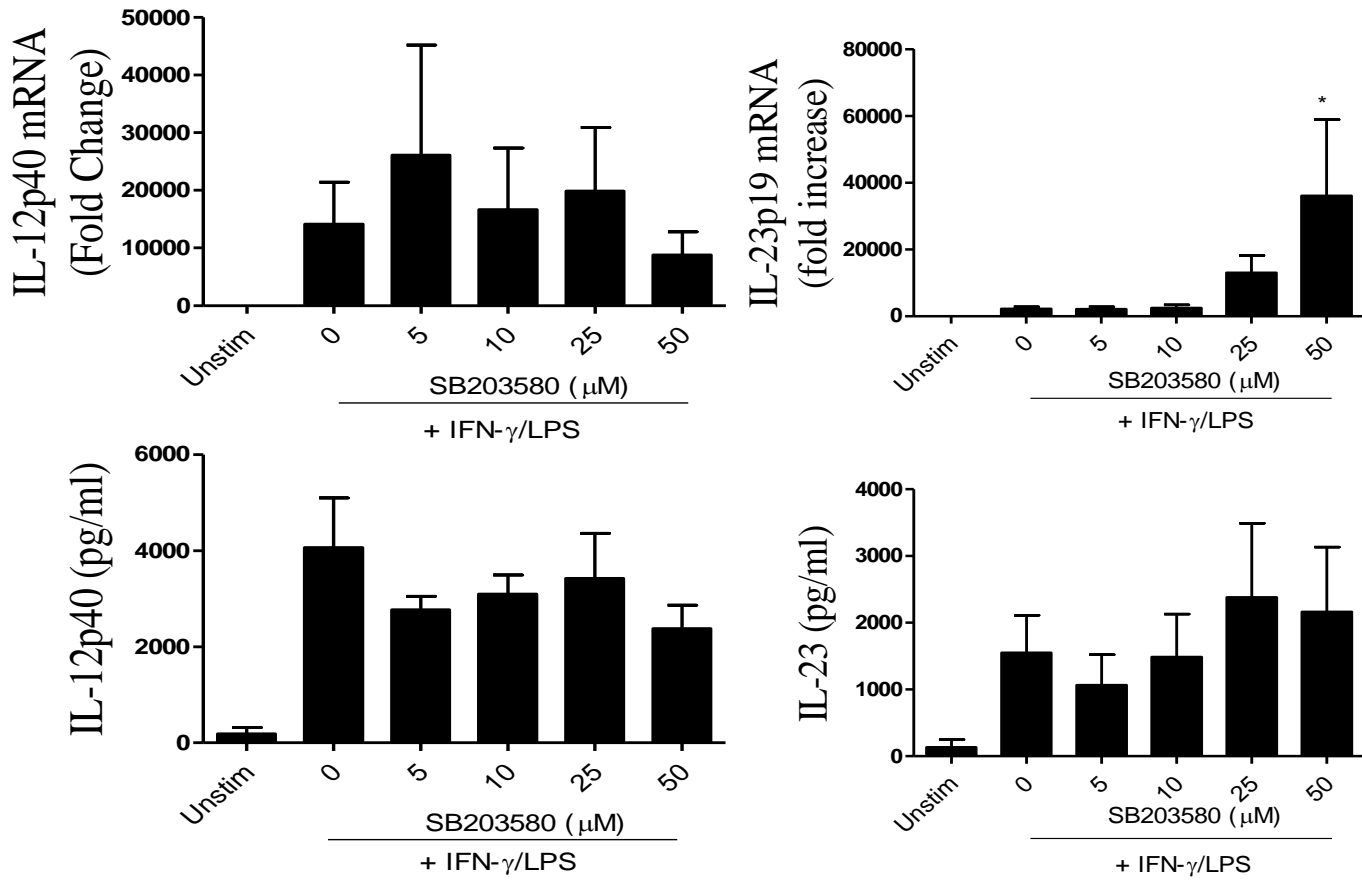 IL-12p40 mRNA
(Fold Change)
50000
40000
30000
20000
10000
0
Unstim
0
5
10
25
50
SB203580 (μM)
+ IFN-γ/LPS
IL-23p19 mRNA
(fold increase)
80000
60000
40000
20000
0
*
Unstim
0
5
10
25
50
SB203580 (μM)
+ IFN-γ/LPS
IL-12p40 (pg/ml)
6000
4000
2000
0
Unstim
0
5
10
25
50
SB203580 (μM)
+ IFN-γ/LPS
IL-23 (pg/ml)
4000
3000
2000
1000
0
Unstim
0
5
10
25
50
SB203580 (μM)
+ IFN-γ/LPS